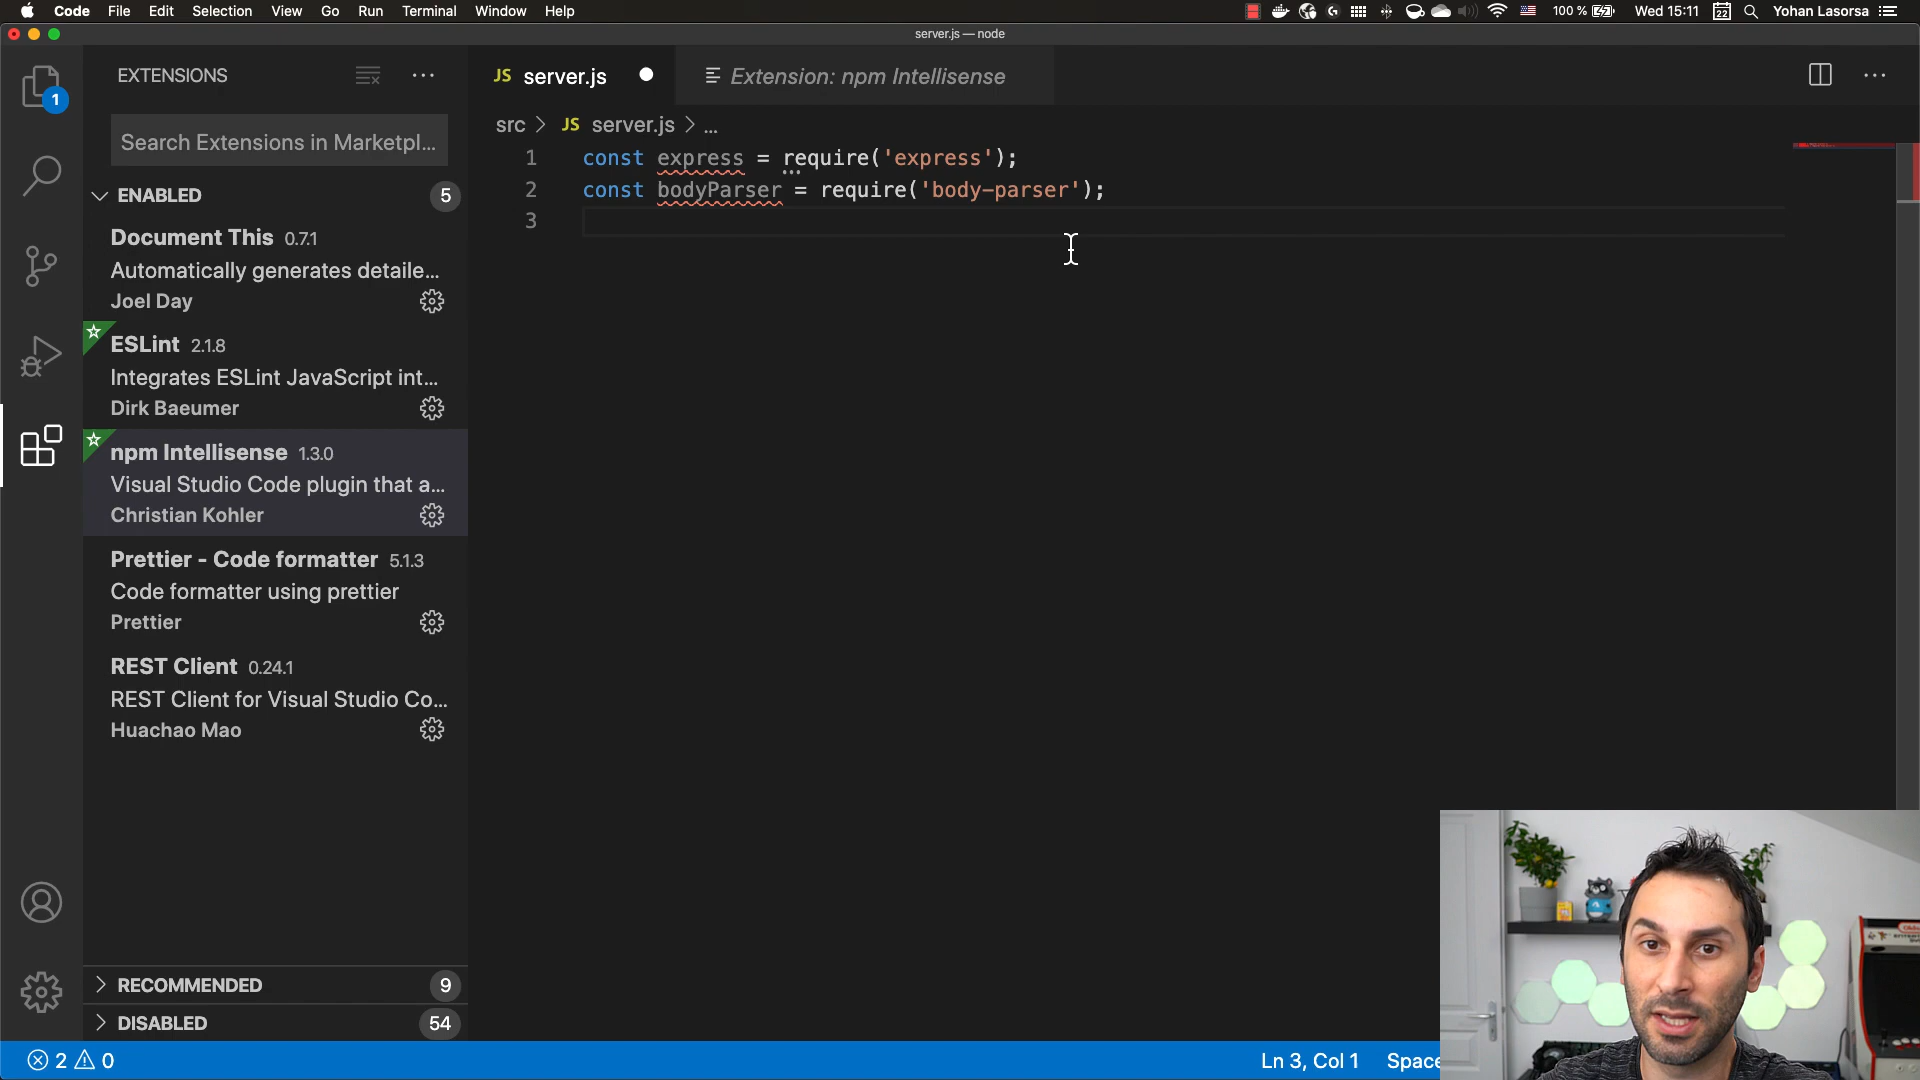 Code File Edit Selection View Go Run Terminal Window Help 100 % Wed 15:11 22 Yohan Lasorsa
server.js — node
1
EXTENSIONS
Search Extensions in Marketpl...
ENABLED 5
Document This 0.7.1
Automatically generates detaile...
Joel Day
ESLint 2.1.8
Integrates ESLint JavaScript int...
Dirk Baeumer
npm Intellisense 1.3.0
Visual Studio Code plugin that a...
Christian Kohler
Prettier - Code formatter 5.1.3
Code formatter using prettier
Prettier
REST Client 0.24.1
REST Client for Visual Studio Co...
Huachao Mao
RECOMMENDED 9
DISABLED 54
JS server.js Extension: npm Intellisense
src > JS server.js > ...
1 const express = require('express');
2 const bodyParser = require('body-parser');
3
2 0 Ln 3, Col 1 Space